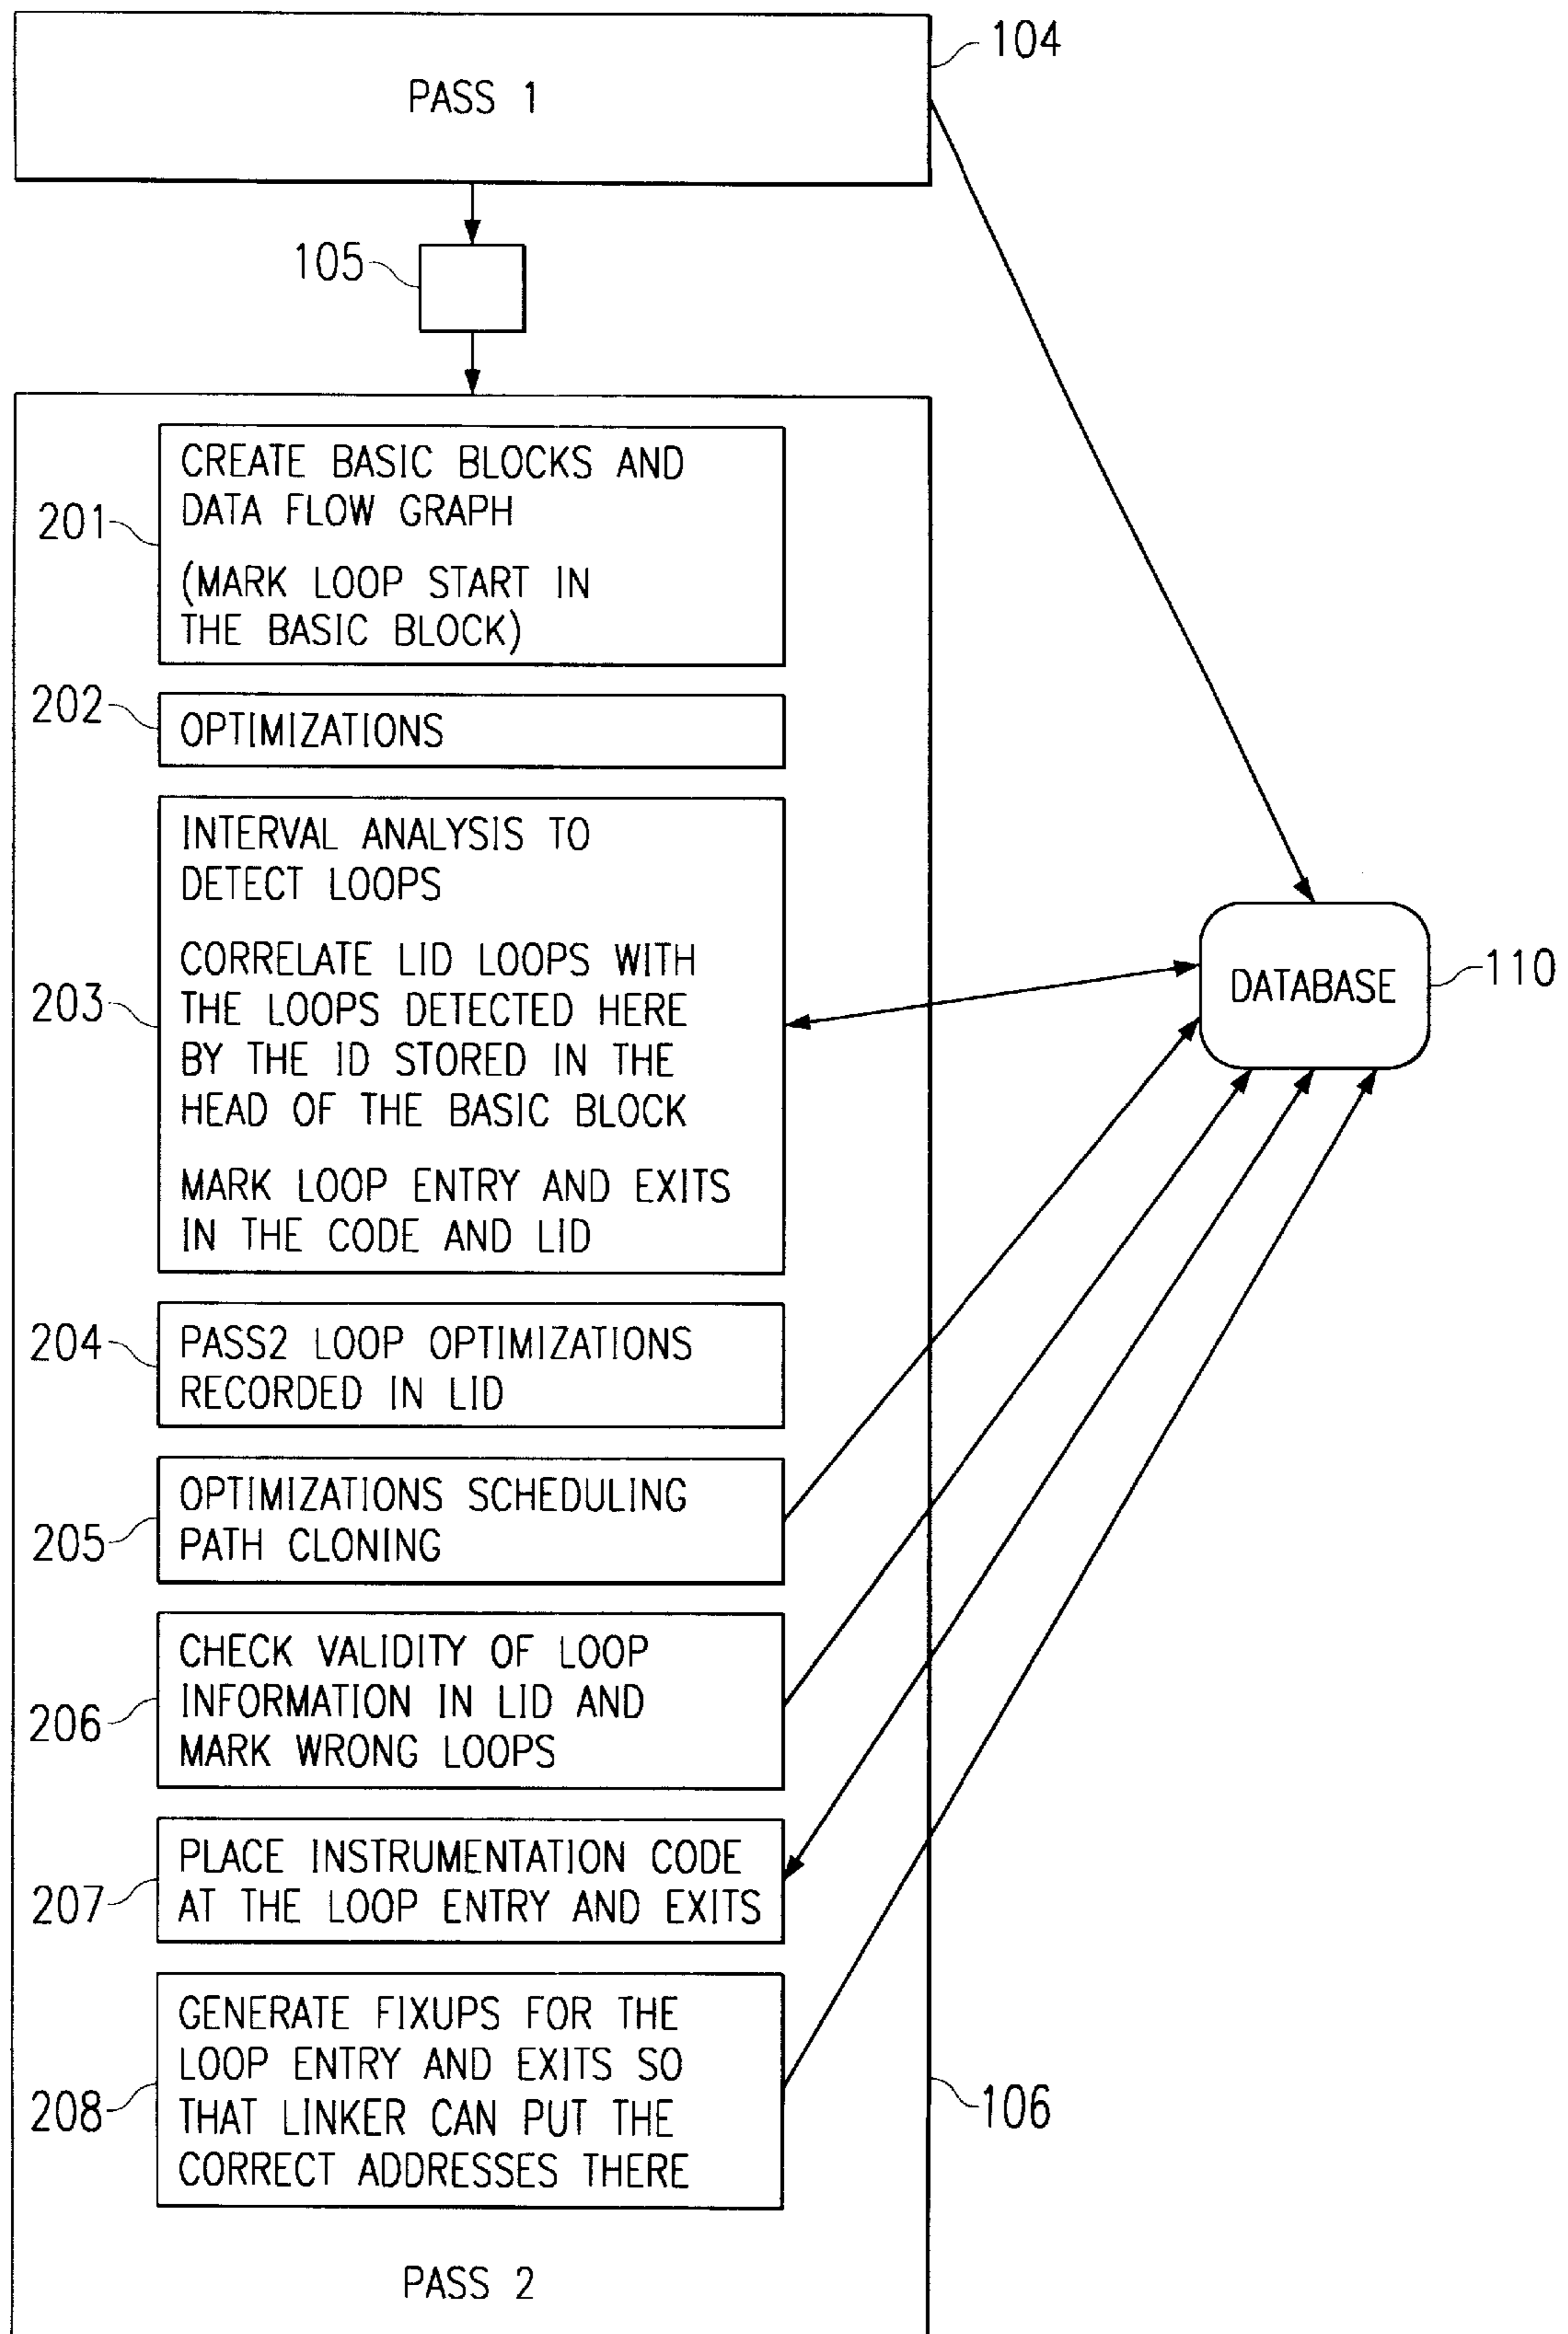 PASS 1
104
105
201
CREATE BASIC BLOCKS AND
DATA FLOW GRAPH
(MARK LOOP START IN
THE BASIC BLOCK)
202
OPTIMIZATIONS
203
INTERVAL ANALYSIS TO
DETECT LOOPS
CORRELATE LID LOOPS WITH
THE LOOPS DETECTED HERE
BY THE ID STORED IN THE
HEAD OF THE BASIC BLOCK
MARK LOOP ENTRY AND EXITS
IN THE CODE AND LID
DATABASE
110
204
PASS2 LOOP OPTIMIZATIONS
RECORDED IN LID
205
OPTIMIZATIONS SCHEDULING
PATH CLONING
206
CHECK VALIDITY OF LOOP
INFORMATION IN LID AND
MARK WRONG LOOPS
207
PLACE INSTRUMENTATION CODE
AT THE LOOP ENTRY AND EXITS
208
GENERATE FIXUPS FOR THE
LOOP ENTRY AND EXITS SO
THAT LINKER CAN PUT THE
CORRECT ADDRESSES THERE
106
PASS 2